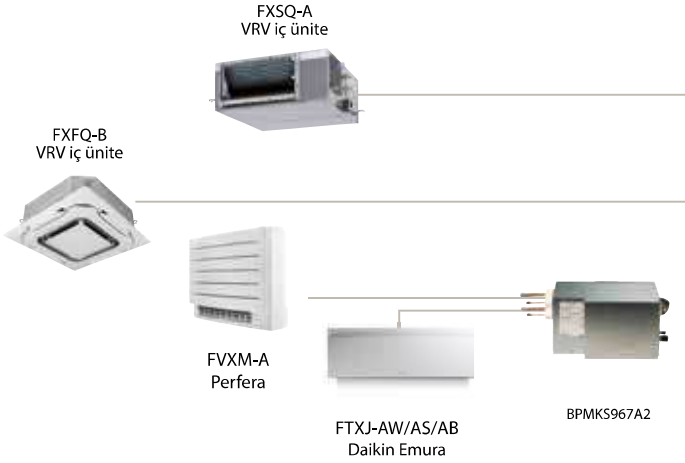 FXSQ-A
VRV iç ünite
FXFQ-B
VRV iç ünite
FVXM-A
Perfera
FTXJ-AW/AS/AB
Daikin Emura
BPMKS967A2